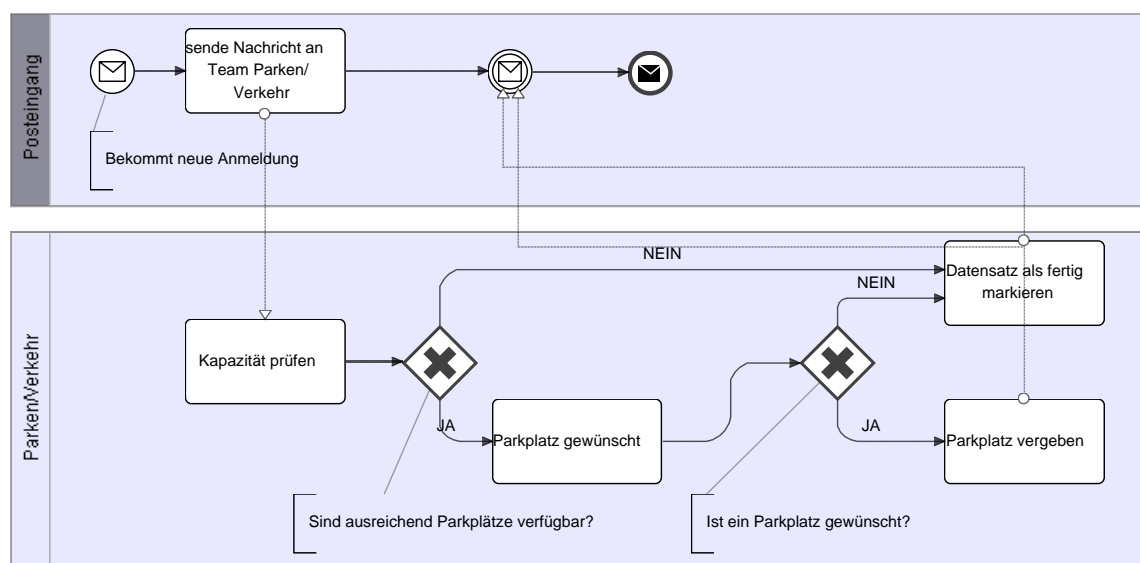 Posteingang
sende Nachricht an
Team Parken/
Verkehr
Bekommt neue Anmeldung
Parken/Verkehr
NEIN
Datensatz als fertig
markieren
NEIN
Kapazität prüfen
JA
Parkplatz gewünscht
JA
Parkplatz vergeben
Sind ausreichend Parkplätze verfügbar?
Ist ein Parkplatz gewünscht?